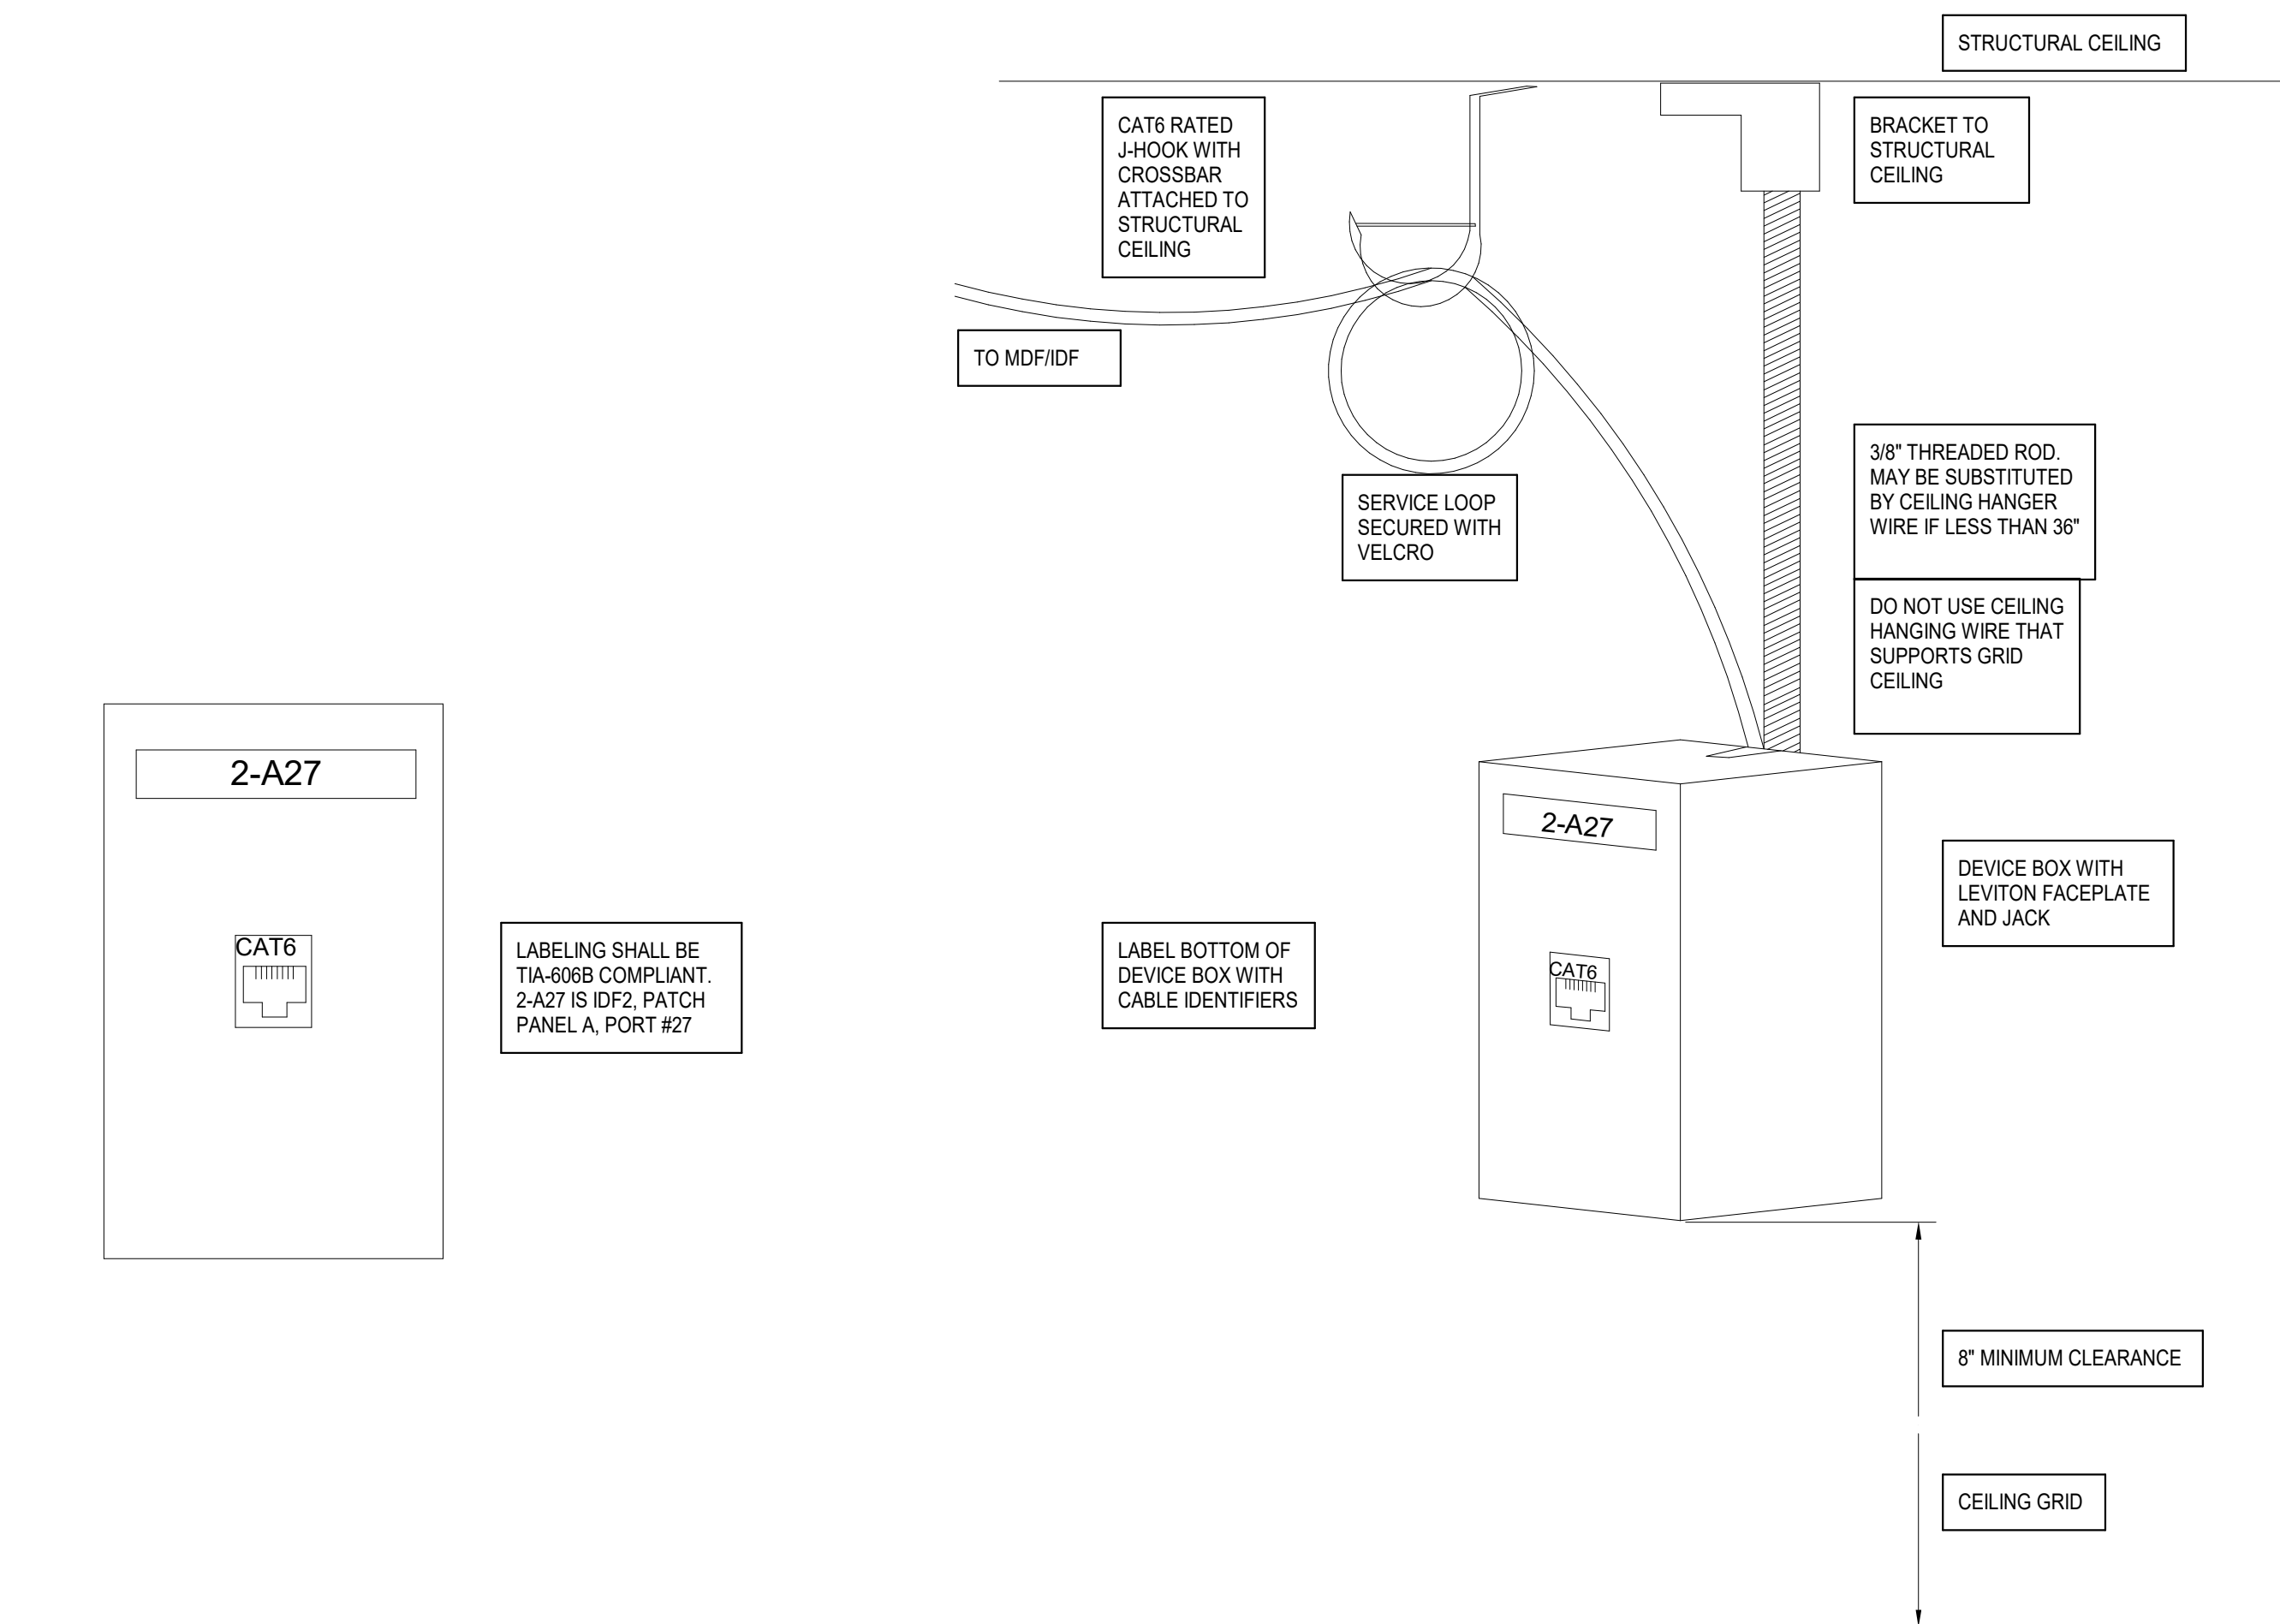 STRUCTURAL CEILING
CAT6 RATED
J-HOOK WITH
CROSSBAR
ATTACHED TO
STRUCTURAL
CEILING
BRACKET TO
STRUCTURAL
CEILING
TO MDF/IDF
3/8" THREADED ROD.
MAY BE SUBSTITUTED
BY CEILING HANGER
WIRE IF LESS THAN 36"
SERVICE LOOP
SECURED WITH
VELCRO
DO NOT USE CEILING
HANGING WIRE THAT
SUPPORTS GRID
CEILING
2-A27
CAT6
LABELING SHALL BE
TIA-606B COMPLIANT.
2-A27 IS IDF2, PATCH
PANEL A, PORT #27
LABEL BOTTOM OF
DEVICE BOX WITH
CABLE IDENTIFIERS
2-A27
CAT6
DEVICE BOX WITH
LEVITON FACEPLATE
AND JACK
8" MINIMUM CLEARANCE
CEILING GRID